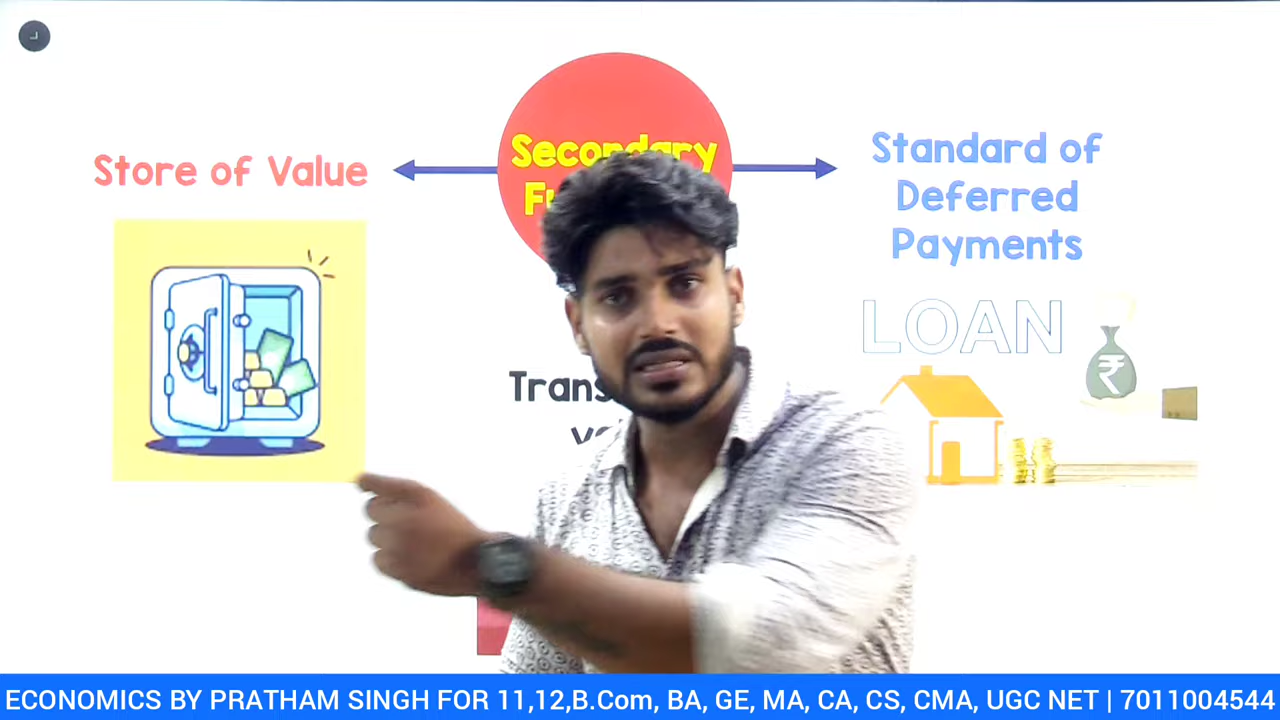 Secondary
Store of Value
Standard of
Deferred
Payments
LOAN
₹
ECONOMICS BY PRATHAM SINGH FOR 11,12,B.Com, BA, GE, MA, CA, CS, CMA, UGC NET | 7011004544